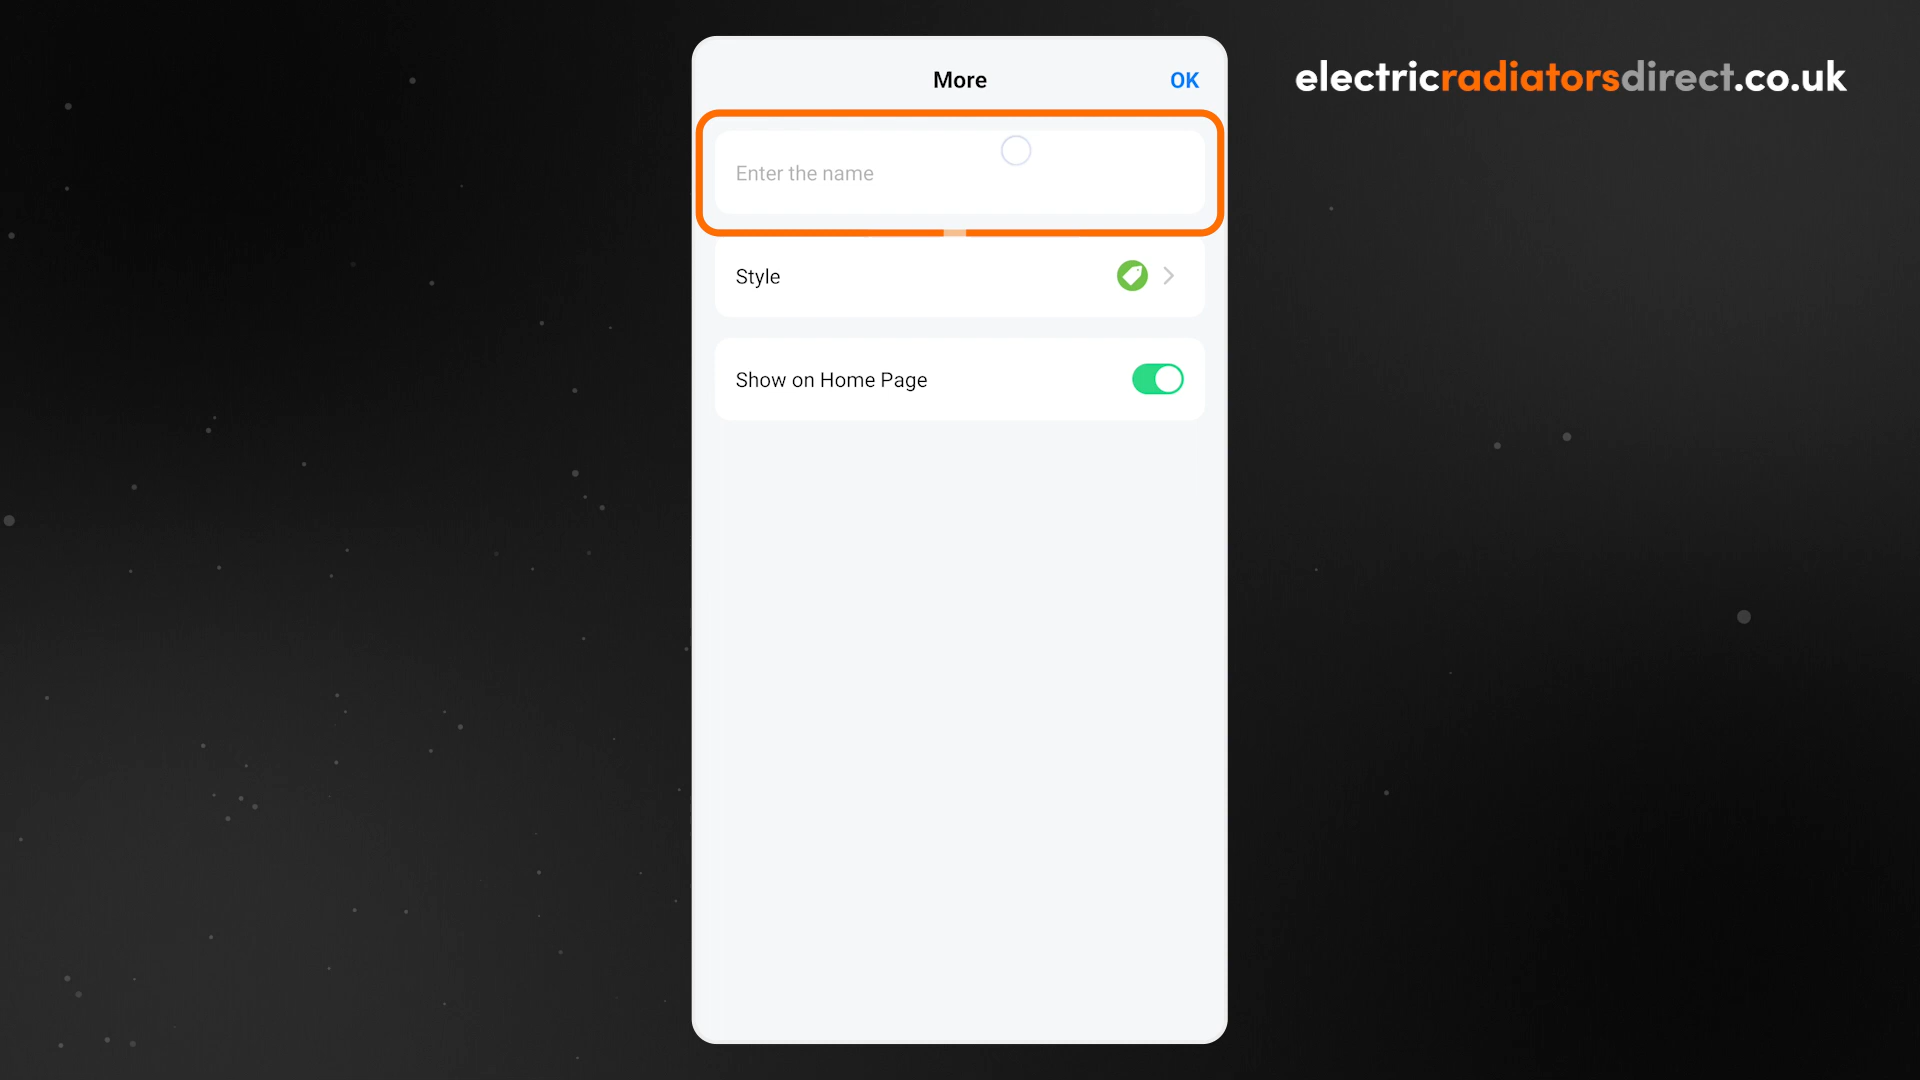 More
OK
electricradiatorsdirect.co.uk
Enter the name
Style
Show on Home Page